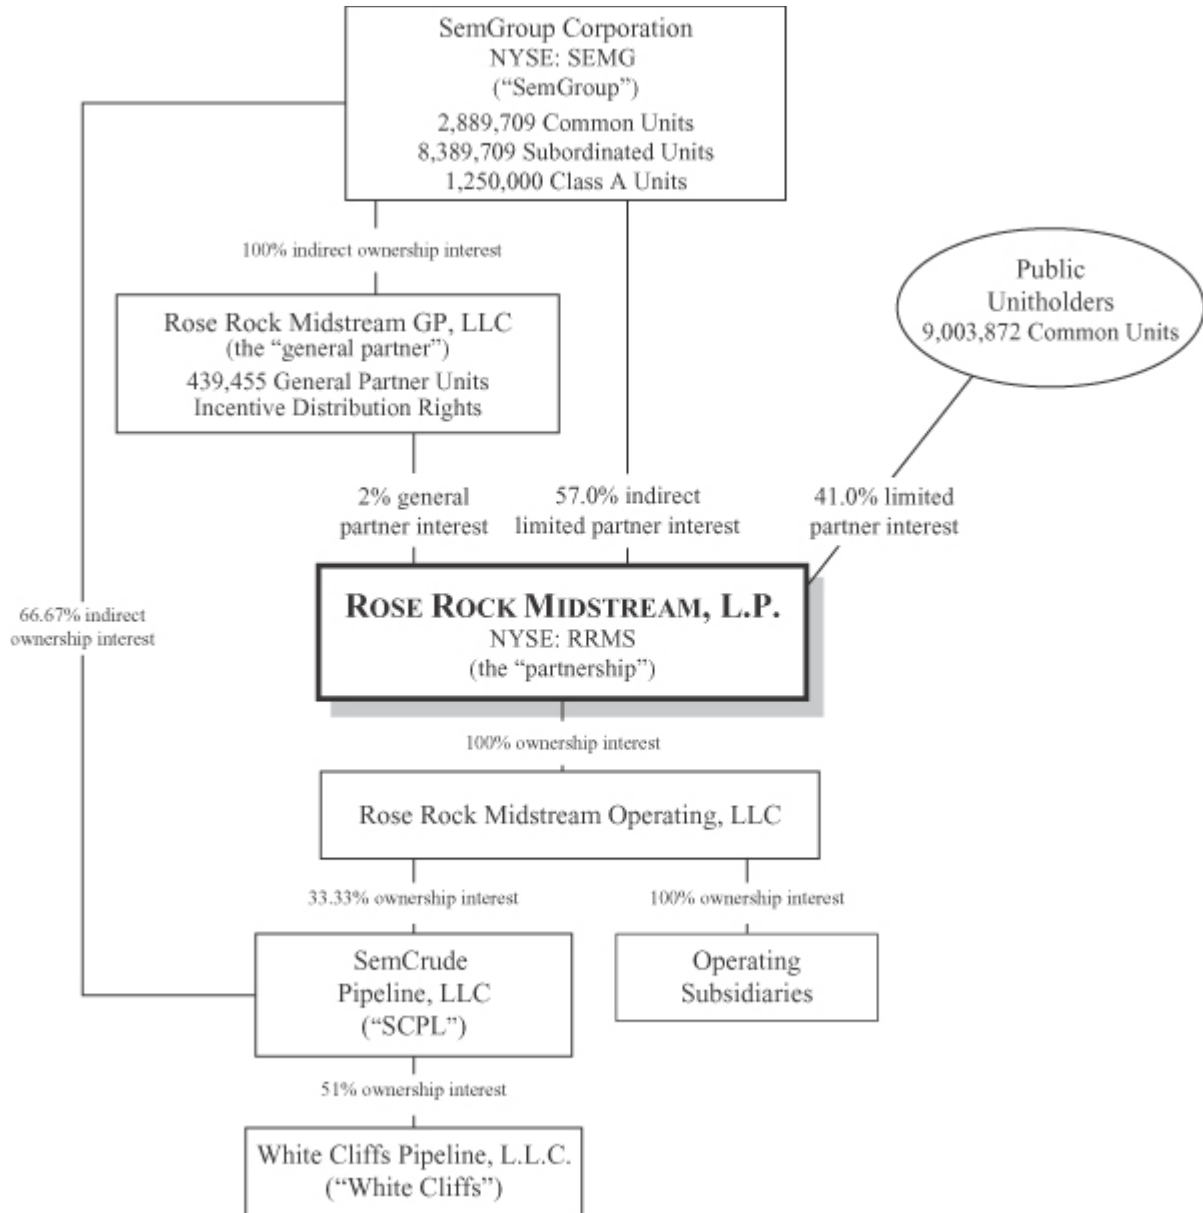 SemGroup Corporation
NYSE: SEMG
(“SemGroup”)
2,889,709 Common Units
8,389,709 Subordinated Units
1,250,000 Class A Units
100% indirect ownership interest
Public
Unitholders
9,003,872 Common Units
Rose Rock Midstream GP, LLC
(the “general partner”)
439,455 General Partner Units
Incentive Distribution Rights
2% general
partner interest
57.0% indirect
limited partner interest
41.0% limited
partner interest
66.67% indirect
ownership interest
ROSE ROCK MIDSTREAM, L.P.
NYSE: RRMS
(the “partnership”)
100% ownership interest
Rose Rock Midstream Operating, LLC
33.33% ownership interest
100% ownership interest
SemCrude
Pipeline, LLC
(“SCPL”)
Operating
Subsidiaries
51% ownership interest
White Cliffs Pipeline, L.L.C.
(“White Cliffs”)